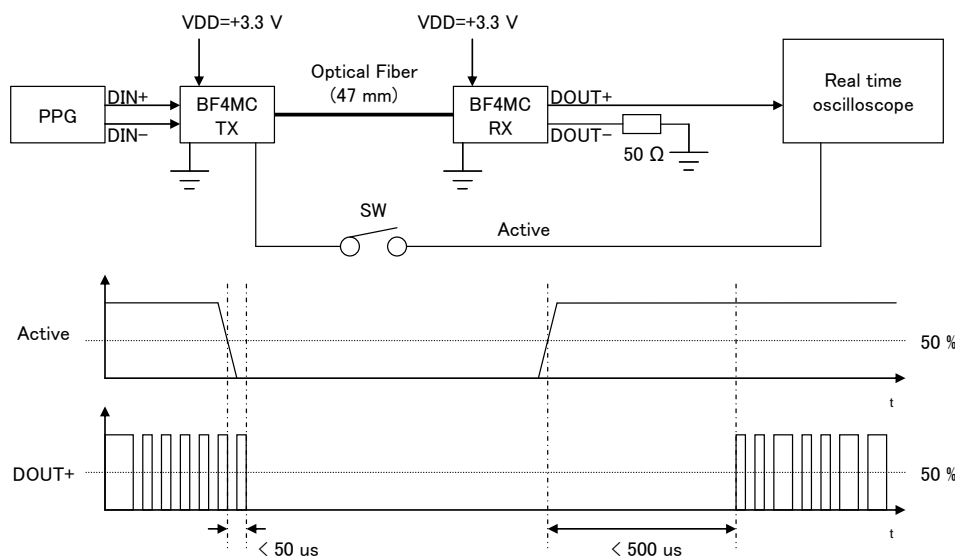 VDD=+3.3 V
VDD=+3.3 V
PPG
DIN+
DIN-
BF4MC
TX
Optical Fiber
(47 mm)
BF4MC
RX
DOUT+
DOUT-
50 Ω
Real time
oscilloscope
SW
Active
Active
50 %
t
DOUT+
50 %
t
< 50 us
< 500 us